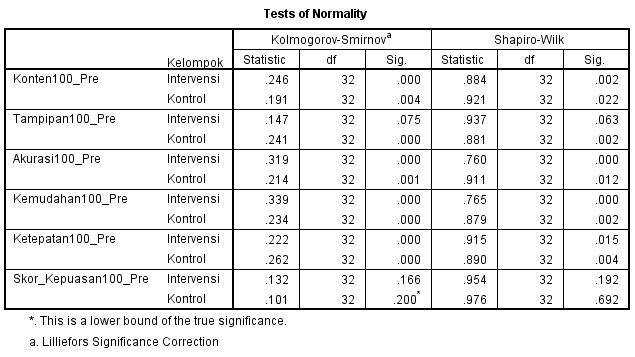 Tests of Normality
Kolmogorov-Smirnovᵃ Shapiro-Wilk
Kelompok Statistic df Sig. Statistic df Sig.
Konten100_Pre Intervensi .246 32 .000 .884 32 .002
Kontrol .191 32 .004 .921 32 .022
Tampipan100_Pre Intervensi .147 32 .075 .937 32 .063
Kontrol .241 32 .000 .881 32 .002
Akurasi100_Pre Intervensi .319 32 .000 .760 32 .000
Kontrol .214 32 .001 .911 32 .012
Kemudahan100_Pre Intervensi .339 32 .000 .765 32 .000
Kontrol .234 32 .000 .879 32 .002
Ketepatan100_Pre Intervensi .222 32 .000 .915 32 .015
Kontrol .262 32 .000 .890 32 .004
Skor_Kepuasan100_Pre Intervensi .132 32 .166 .954 32 .192
Kontrol .101 32 .200* .976 32 .692
*. This is a lower bound of the true significance.
a. Lilliefors Significance Correction